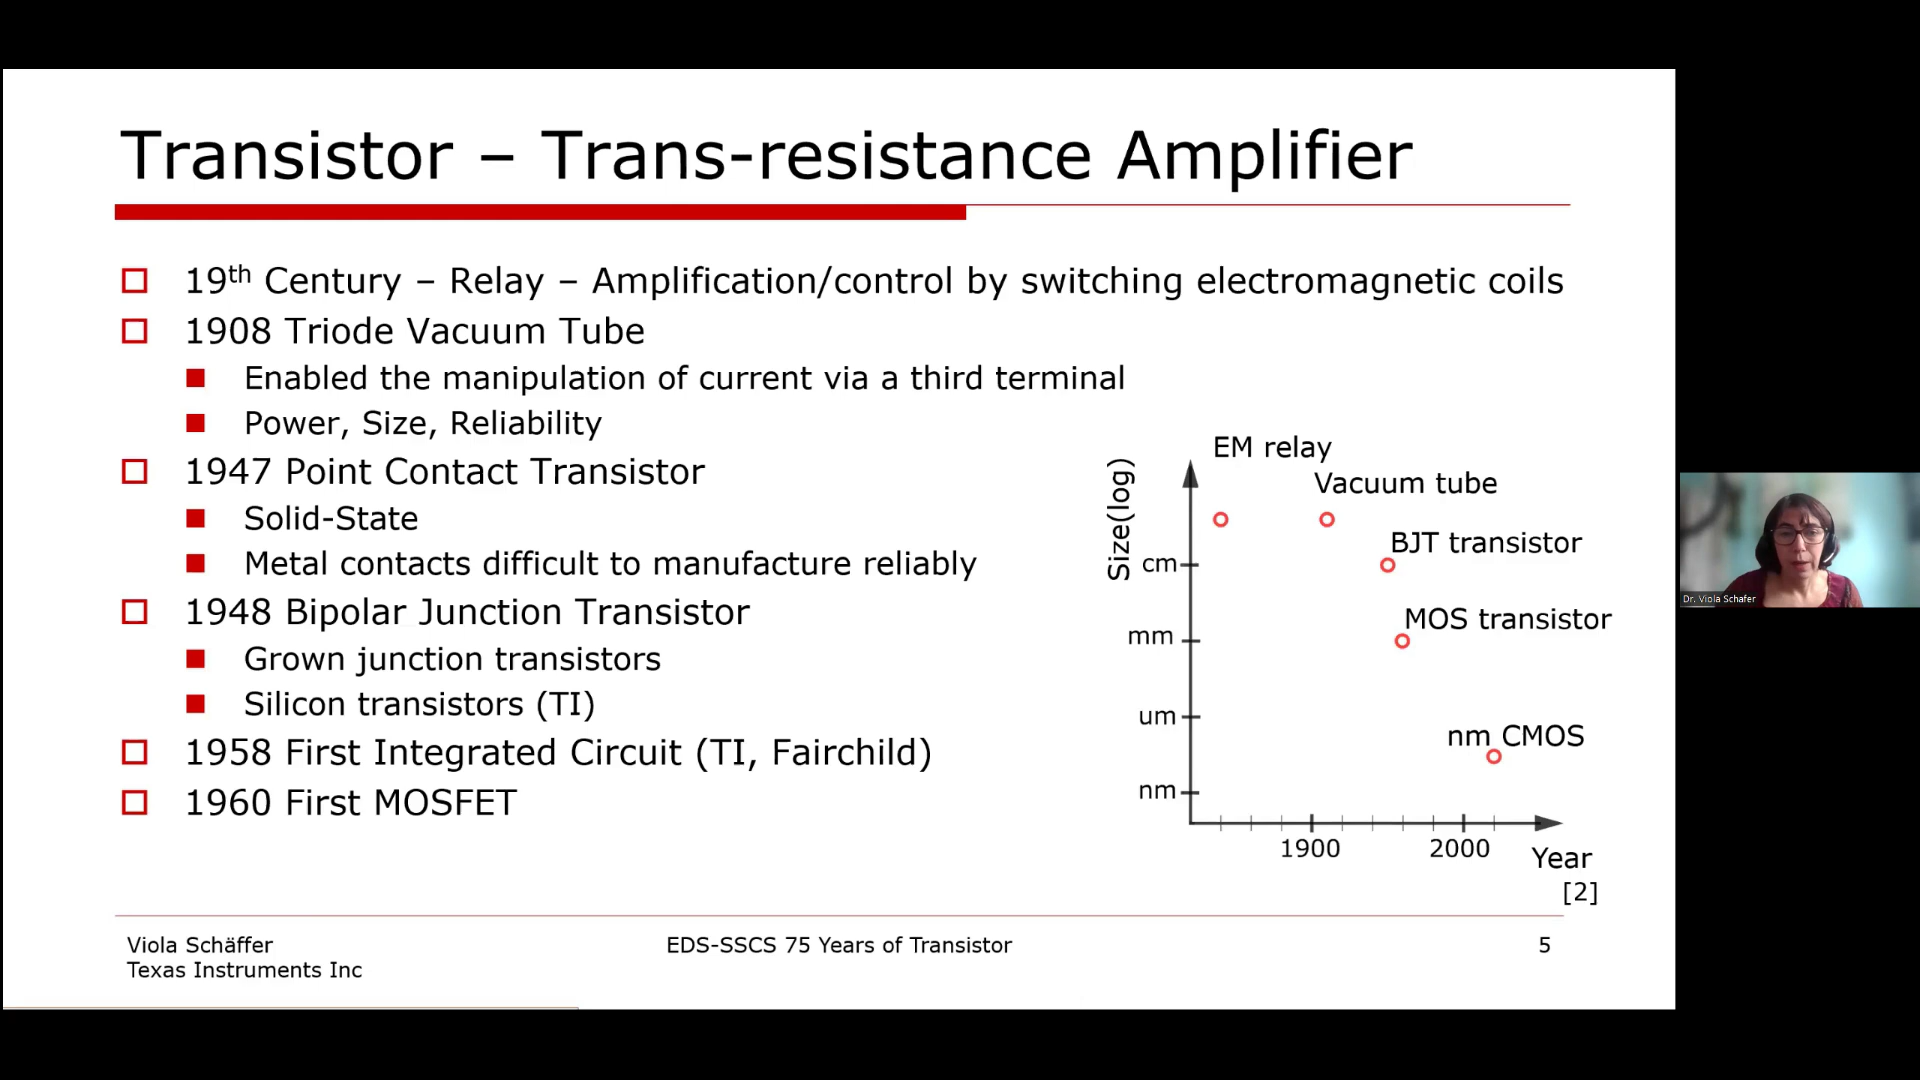 Transistor – Trans-resistance Amplifier
19th Century – Relay – Amplification/control by switching electromagnetic coils
1908 Triode Vacuum Tube
Enabled the manipulation of current via a third terminal
Power, Size, Reliability
1947 Point Contact Transistor
Solid-State
Metal contacts difficult to manufacture reliably
1948 Bipolar Junction Transistor
Grown junction transistors
Silicon transistors (TI)
1958 First Integrated Circuit (TI, Fairchild)
1960 First MOSFET
Size(log)
EM relay
Vacuum tube
BJT transistor
cm
MOS transistor
mm
um
nm CMOS
nm
1900
2000
Year
[2]
Viola Schäffer
Texas Instruments Inc
EDS-SSCS 75 Years of Transistor
5
Dr. Viola Schafer